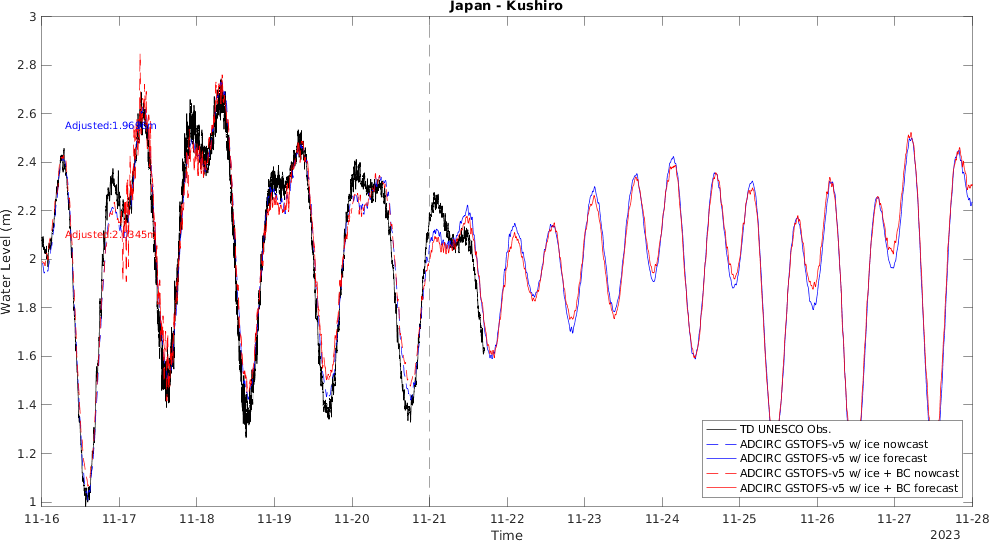 Japan - Kushiro
3
2.8
2.6
2.4
2.2
2
1.8
1.6
1.4
1.2
1
Water Level (m)
Adjusted:
Adjusted:
TD UNESCO Obs.
ADCIRC GSTOFS-v5 w/ ice nowcast
ADCIRC GSTOFS-v5 w/ ice forecast
ADCIRC GSTOFS-v5 w/ ice + BC nowcast
ADCIRC GSTOFS-v5 w/ ice + BC forecast
11-16 11-17 11-18 11-19 11-20 11-21 11-22 11-23 11-24 11-25 11-26 11-27 11-28
Time
2023